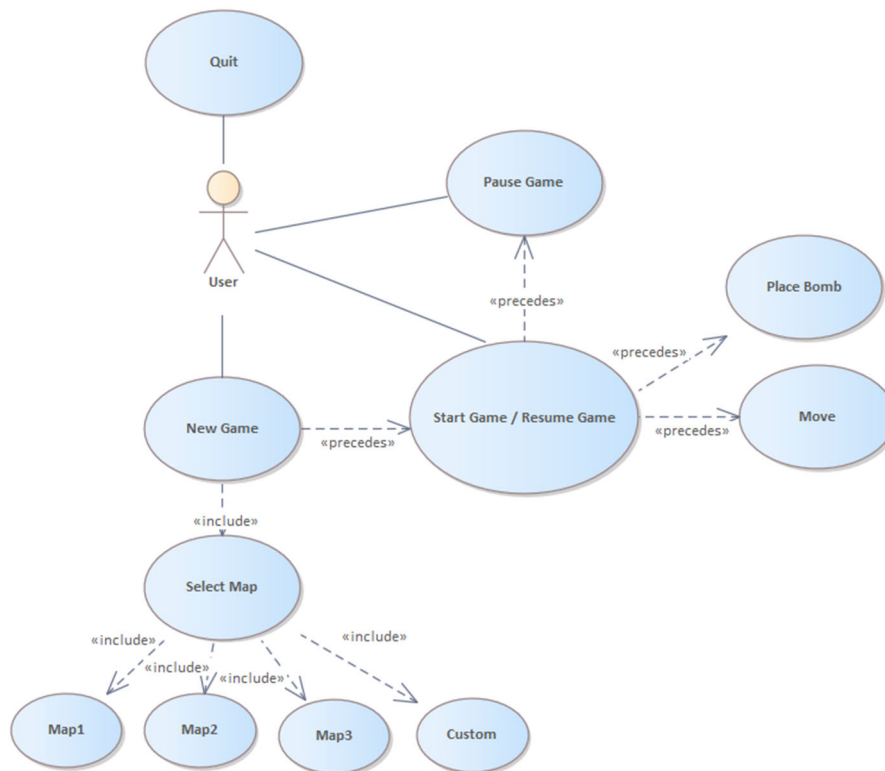 Quit
Pause Game
User
«precedes»
Place Bomb
«precedes»
New Game
«precedes»
Start Game / Resume Game
«precedes»
Move
«include»
Select Map
«include»
«include»
«include»
«include»
Map1
Map2
Map3
Custom